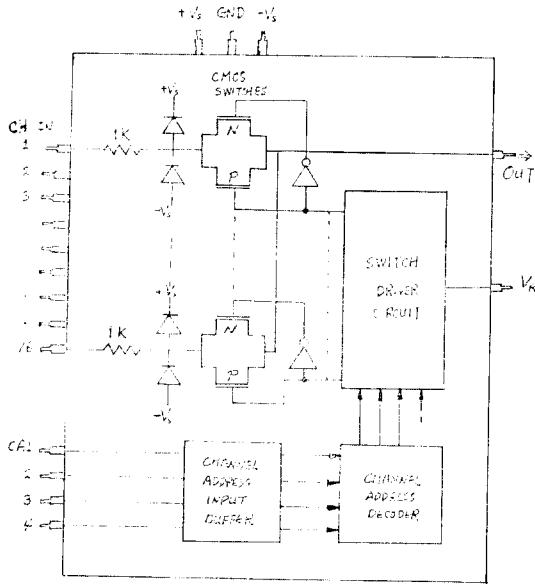 +Vs GND -Vs
CMOS
SWITCHES
+Vs
CH IN
1
1K
N
P
2
3
-Vs
OUT
SWITCH
DRIVER
CIRCUIT
VR
+Vs
16
1K
N
P
-Vs
CA1
2
3
4
CHANNEL
ADDRESS
INPUT
BUFFER
CHANNEL
ADDRESS
DECODER